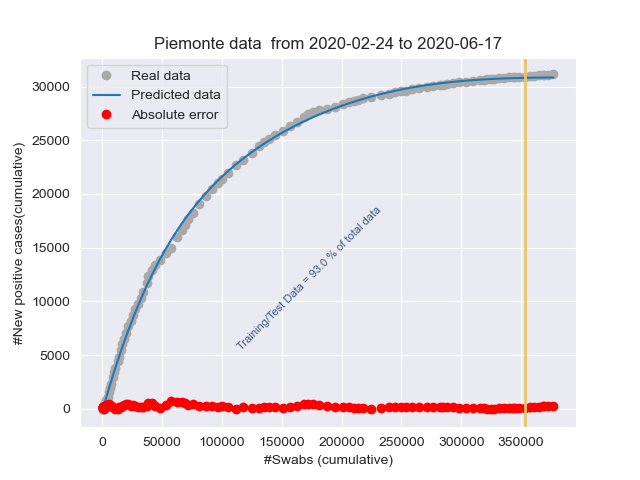 Piemonte data  from 2020-02-24 to 2020-06-17
Real data
Predicted data
Absolute error
#New positive cases(cumulative)
30000
25000
20000
15000
10000
5000
0
Training/Test Data = 93.0 % of total data
0
50000
100000
150000
200000
250000
300000
350000
#Swabs (cumulative)